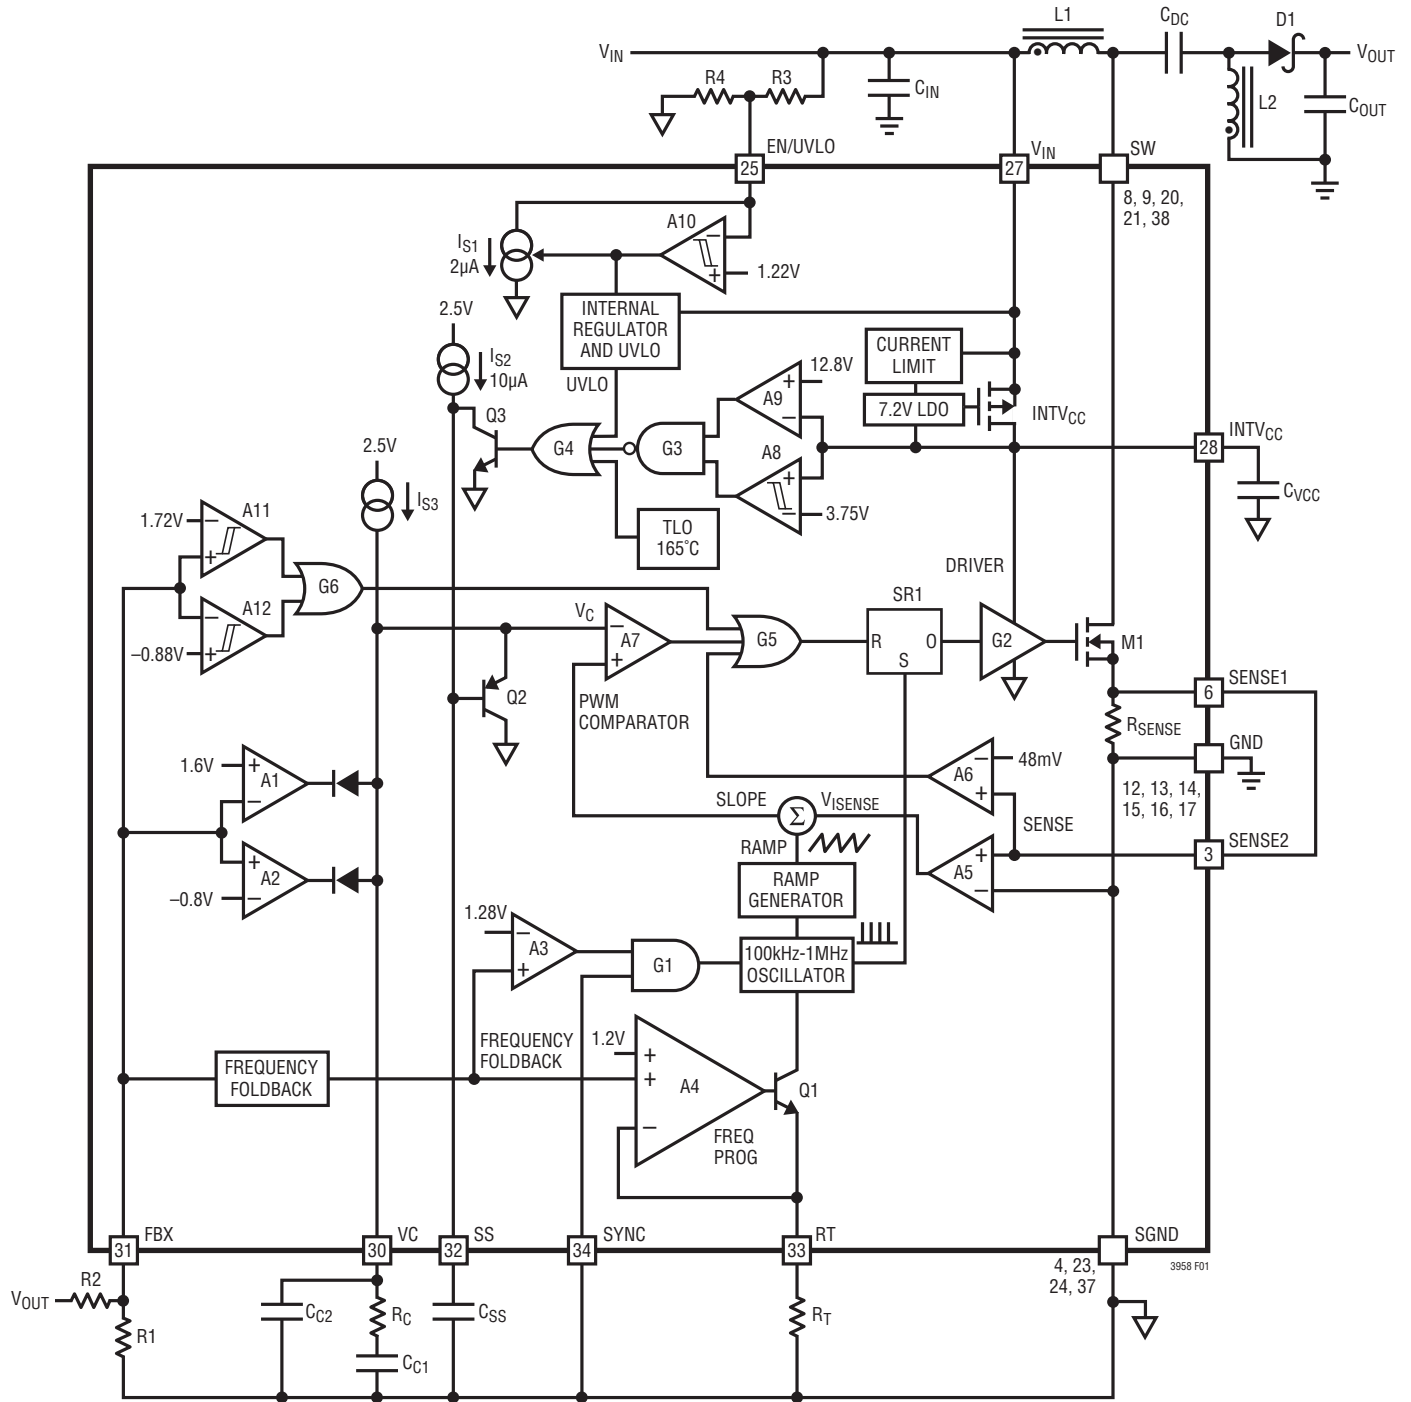 L1
CDC
D1
VIN
VOUT
R4
R3
CIN
L2
COUT
EN/UVLO
VIN
SW
25
27
8, 9, 20,
21, 38
A10
–
+
1.22V
IS1
2µA
2.5V
INTERNAL
REGULATOR
AND UVLO
IS2
10µA
UVLO
CURRENT
LIMIT
12.8V
A9
+
–
7.2V LDO
INTVCC
Q3
G4
G3
A8
+
–
3.75V
INTVCC
28
CVCC
2.5V
IS3
TLO
165˚C
1.72V
A11
–
+
G6
A12
–
+
–0.88V
DRIVER
VC
–
+
A7
PWM
COMPARATOR
G5
SR1
R
O
S
G2
M1
Q2
SENSE1
6
RSENSE
GND
12, 13, 14,
15, 16, 17
1.6V
+
–
A1
A6
–
+
48mV
SENSE
SLOPE
Σ
VISENSE
SENSE2
3
RAMP
RAMP
GENERATOR
A5
+
–
+
–
A2
–0.8V
1.28V
–
+
A3
G1
100kHz-1MHz
OSCILLATOR
FREQUENCY
FOLDBACK
FREQUENCY
FOLDBACK
1.2V
+
+
–
A4
Q1
FREQ
PROG
FBX
31
VC
30
SS
32
SYNC
34
RT
33
SGND
4, 23,
24, 37
3958 F01
VOUT
R2
R1
CC2
RC
CC1
CSS
RT